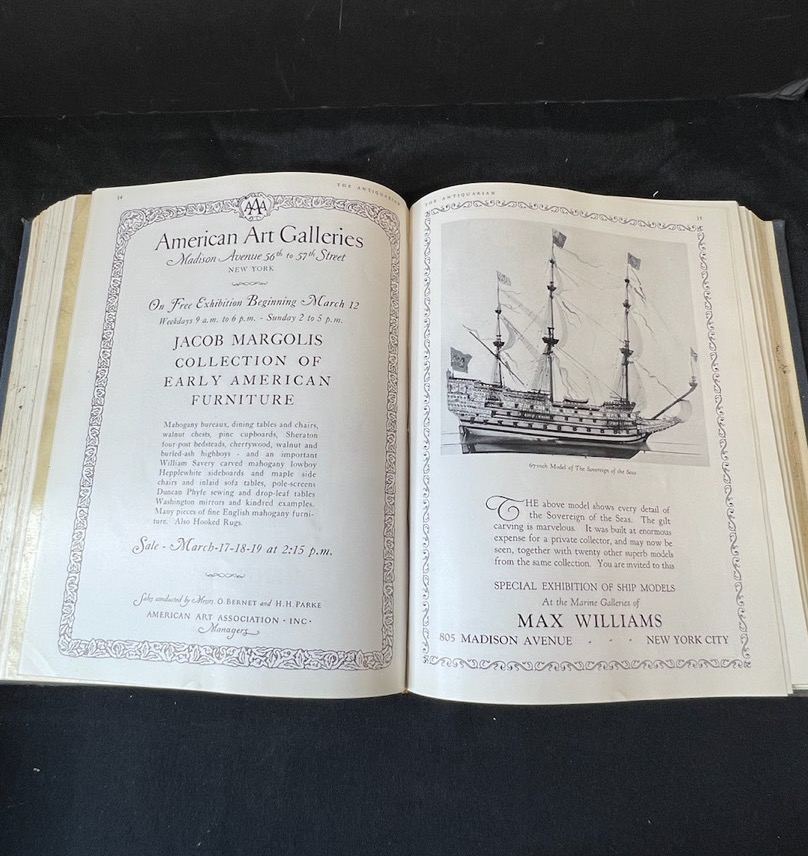 34
THE ANTIQUARIAN
AAA
American Art Galleries
Madison Avenue 56th to 57th Street
NEW YORK
On Free Exhibition Beginning March 12
Weekdays 9 a.m. to 6 p.m. - Sunday 2 to 5 p.m.
JACOB MARGOLIS
COLLECTION OF
EARLY AMERICAN
FURNITURE
Mahogany bureaux, dining tables and chairs,
walnut chests, pine cupboards, Sheraton
four-post bedsteads, cherrywood, walnut and
burled-ash highboys - and an important
William Savery carved mahogany lowboy
Hepplewhite sideboards and maple side
chairs and inlaid sofa tables, pole-screens
Duncan Phyfe sewing and drop-leaf tables
Washington mirrors and kindred examples.
Many pieces of fine English mahogany furni-
ture. Also Hooked Rugs.
Sale - March-17-18-19 at 2:15 p.m.
Sales conducted by Messrs. O. BERNET and H. H. PARKE
AMERICAN ART ASSOCIATION · INC ·
Managers
THE ANTIQUARIAN
35
67-inch Model of The Sovereign of the Seas
THE above model shows every detail of
the Sovereign of the Seas. The gilt
carving is marvelous. It was built at enormous
expense for a private collector, and may now be
seen, together with twenty other superb models
from the same collection. You are invited to this
SPECIAL EXHIBITION OF SHIP MODELS
At the Marine Galleries of
MAX WILLIAMS
805 MADISON AVENUE - - - NEW YORK CITY